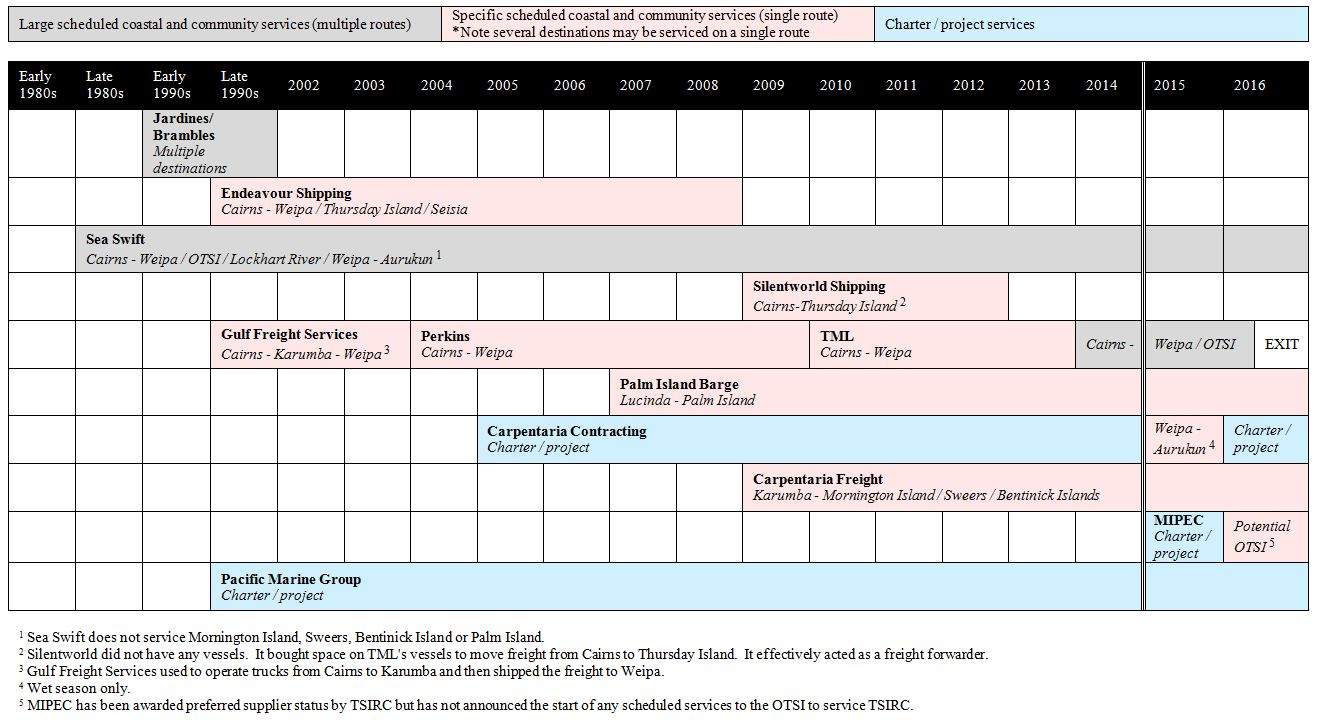 Large scheduled coastal and community services (multiple routes)
Specific scheduled coastal and community services (single route)
*Note several destinations may be serviced on a single route
Charter / project services
Early 1980s
Late 1980s
Early 1990s
Late 1990s
2002
2003
2004
2005
2006
2007
2008
2009
2010
2011
2012
2013
2014
2015
2016
Jardines/
Brambles
Multiple
destinations
Endeavour Shipping
Cairns - Weipa / Thursday Island / Seisia
Sea Swift
Cairns - Weipa / OTSI / Lockhart River / Weipa - Aurukun 1
Silentworld Shipping
Cairns-Thursday Island 2
Gulf Freight Services
Cairns - Karumba - Weipa 3
Perkins
Cairns - Weipa
TML
Cairns - Weipa
Cairns -
Weipa / OTSI
EXIT
Palm Island Barge
Lucinda - Palm Island
Carpentaria Contracting
Charter / project
Weipa -
Aurukun 4
Charter /
project
Carpentaria Freight
Karumba - Mornington Island / Sweers / Bentinick Islands
MIPEC
Charter /
project
Potential
OTSI 5
Pacific Marine Group
Charter / project
1 Sea Swift does not service Mornington Island, Sweers, Bentinick Island or Palm Island.
2 Silentworld did not have any vessels.  It bought space on TML's vessels to move freight from Cairns to Thursday Island.  It effectively acted as a freight forwarder.
3 Gulf Freight Services used to operate trucks from Cairns to Karumba and then shipped the freight to Weipa.
4 Wet season only.
5 MIPEC has been awarded preferred supplier status by TSIRC but has not announced the start of any scheduled services to the OTSI to service TSIRC.